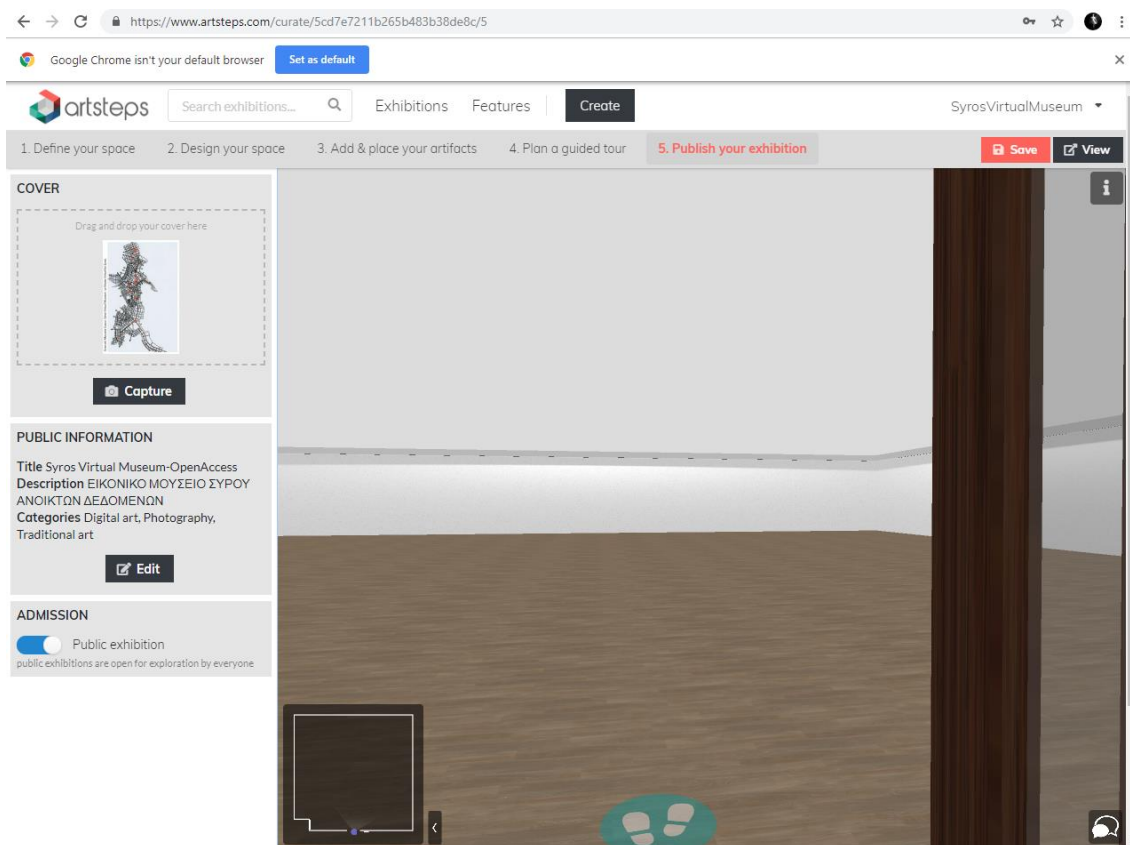 https://www.artsteps.com/curate/5cd7e7211b265b483b38de8c/5
Google Chrome isn't your default browser Set as default
artsteps Search exhibitions... Exhibitions Features Create SyrosVirtualMuseum
1. Define your space 2. Design your space 3. Add & place your artifacts 4. Plan a guided tour 5. Publish your exhibition Save View
COVER
Drag and drop your cover here
Capture
PUBLIC INFORMATION
Title Syros Virtual Museum-OpenAccess
Description ΕΙΚΟΝΙΚΟ ΜΟΥΣΕΙΟ ΣΥΡΟΥ
ΑΝΟΙΚΤΩΝ ΔΕΔΟΜΕΝΩΝ
Categories Digital art, Photography,
Traditional art
Edit
ADMISSION
Public exhibition
public exhibitions are open for exploration by everyone